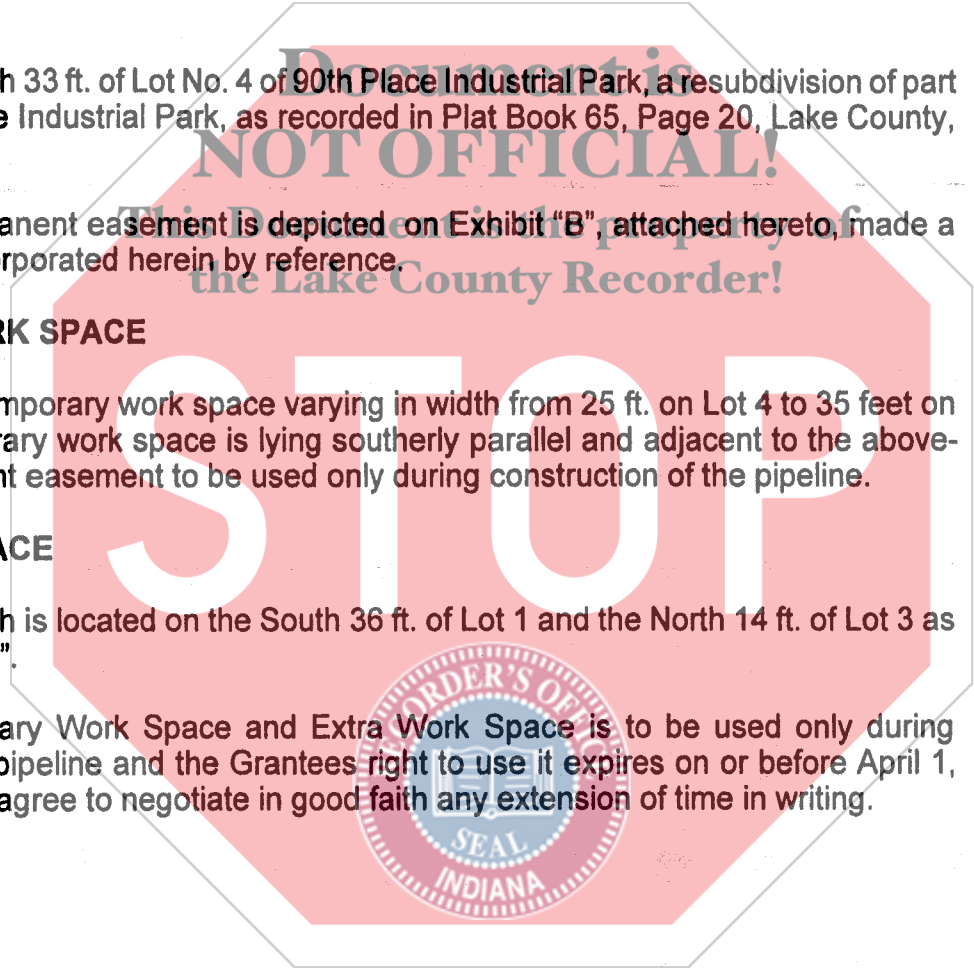 h 33 ft. of Lot No. 4 of 90th Place Industrial Park, a resubdivision of part
e Industrial Park, as recorded in Plat Book 65, Page 20, Lake County,
anent easement is depicted on Exhibit “B”, attached hereto, made a
rporated herein by reference.
RK SPACE
mporary work space varying in width from 25 ft. on Lot 4 to 35 feet on
rary work space is lying southerly parallel and adjacent to the above-
nt easement to be used only during construction of the pipeline.
ACE
h is located on the South 36 ft. of Lot 1 and the North 14 ft. of Lot 3 as
”.
ary Work Space and Extra Work Space is to be used only during
pipeline and the Grantees right to use it expires on or before April 1,
agree to negotiate in good faith any extension of time in writing.
Document is
NOT OFFICIAL!
This Document is the property of
the Lake County Recorder!
STOP
RECORDER'S OFFICE
SEAL
INDIANA